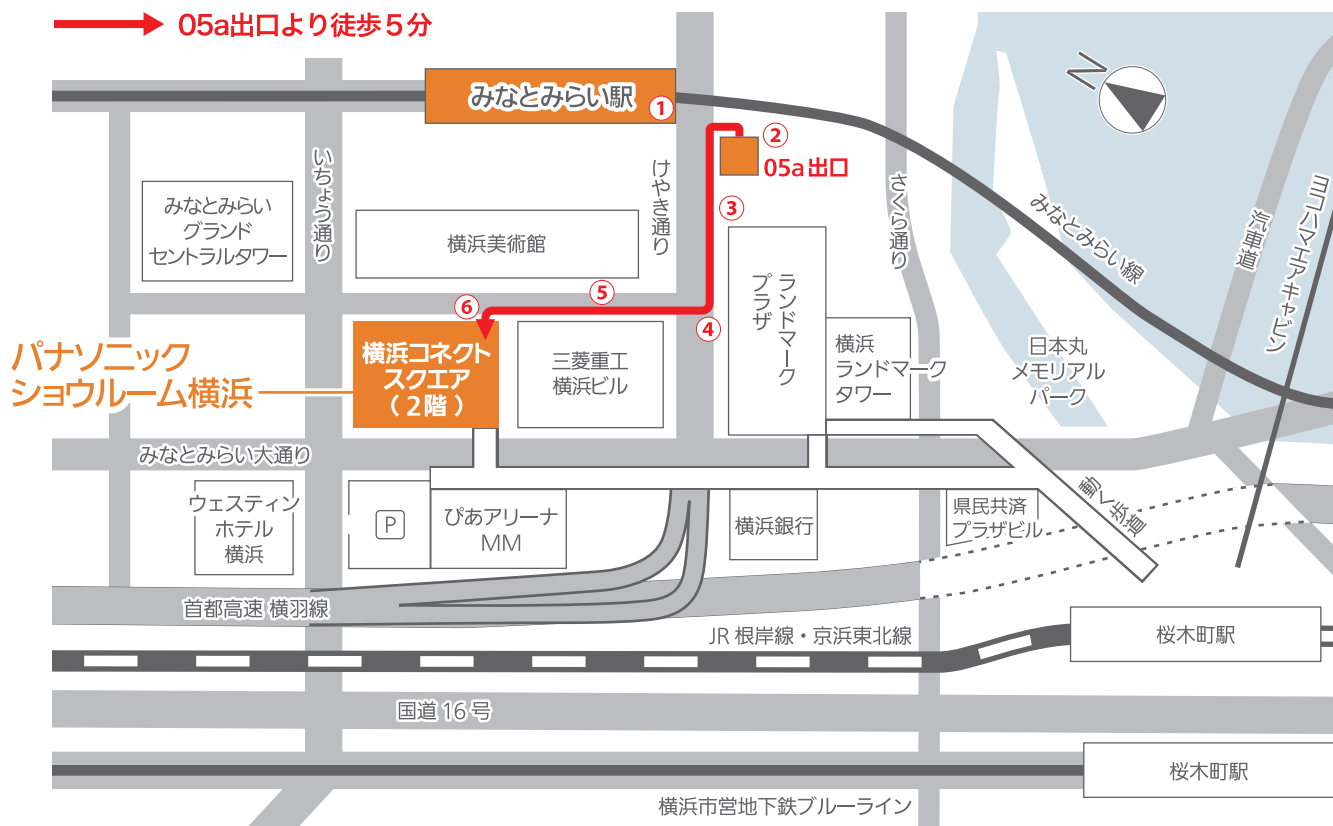 05a出口より徒歩5分
みなとみらい駅
①
②
05a出口
③
④
⑤
⑥
N
いちょう通り
けやき通り
さくら通り
みなとみらい線
汽車道
ヨコハマエアキャビン
みなとみらい
グランド
セントラルタワー
横浜美術館
ランドマーク
プラザ
パナソニック
ショウルーム横浜
横浜コネクト
スクエア
(2階)
三菱重工
横浜ビル
横浜
ランドマーク
タワー
日本丸
メモリアル
パーク
みなとみらい大通り
ウェスティン
ホテル
横浜
P
ぴあアリーナ
MM
横浜銀行
県民共済
プラザビル
動く歩道
首都高速 横羽線
JR 根岸線・京浜東北線
桜木町駅
国道16号
桜木町駅
横浜市営地下鉄ブルーライン